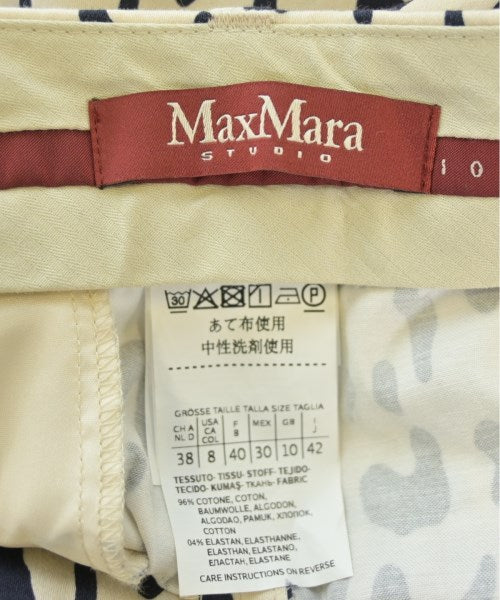 MaxMara
STUDIO
10
30 P
あて布使用
中性洗剤使用
GRÖSSE TAILLE TALLA SIZE TAGLIA
CH A NL D USA CA COL F B MEX GB I J
38 8 40 30 10 42
TESSUTO-TISSU-STOFF-TEJIDO-
TECIDO-KUMAŞ-ТКАНЬ-FABRIC
96% COTONE, COTON,
BAUMWOLLE, ALGODON,
ALGODAO, PAMUK, ХЛОПОК,
COTTON
04% ELASTAN, ELASTHANNE,
ELASTHAN, ELASTANO,
ЕЛАСТАН, ELASTANE
CARE INSTRUCTIONS ON REVERSE